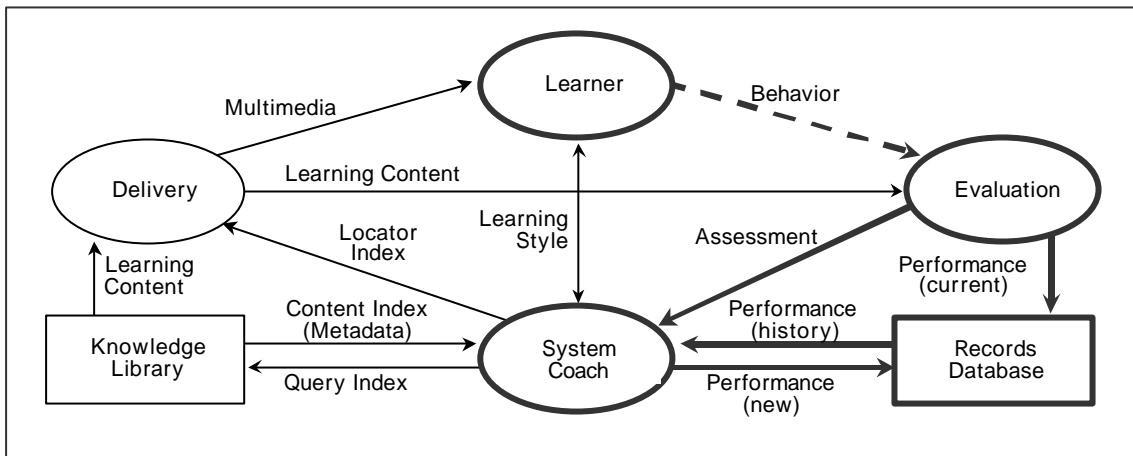 Learner
Multimedia
Behavior
Delivery
Learning Content
Evaluation
Learning
Style
Locator
Index
Assessment
Learning
Content
Performance
(current)
Content Index
(Metadata)
Performance
(history)
Knowledge
Library
System
Coach
Records
Database
Query Index
Performance
(new)